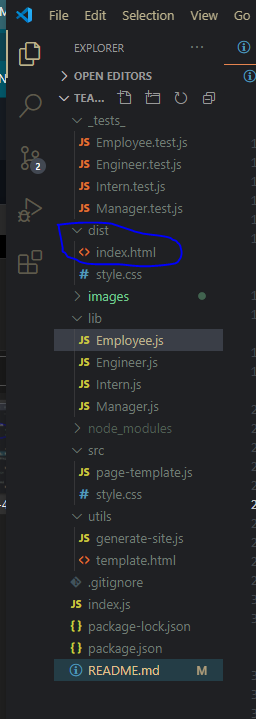 File Edit Selection View Go
EXPLORER
OPEN EDITORS
TEA...
_tests_
JS Employee.test.js
JS Engineer.test.js
JS Intern.test.js
JS Manager.test.js
dist
<> index.html
# style.css
images
lib
JS Employee.js
JS Engineer.js
JS Intern.js
JS Manager.js
node_modules
src
JS page-template.js
# style.css
utils
JS generate-site.js
<> template.html
.gitignore
JS index.js
{} package-lock.json
{} package.json
README.md M
2